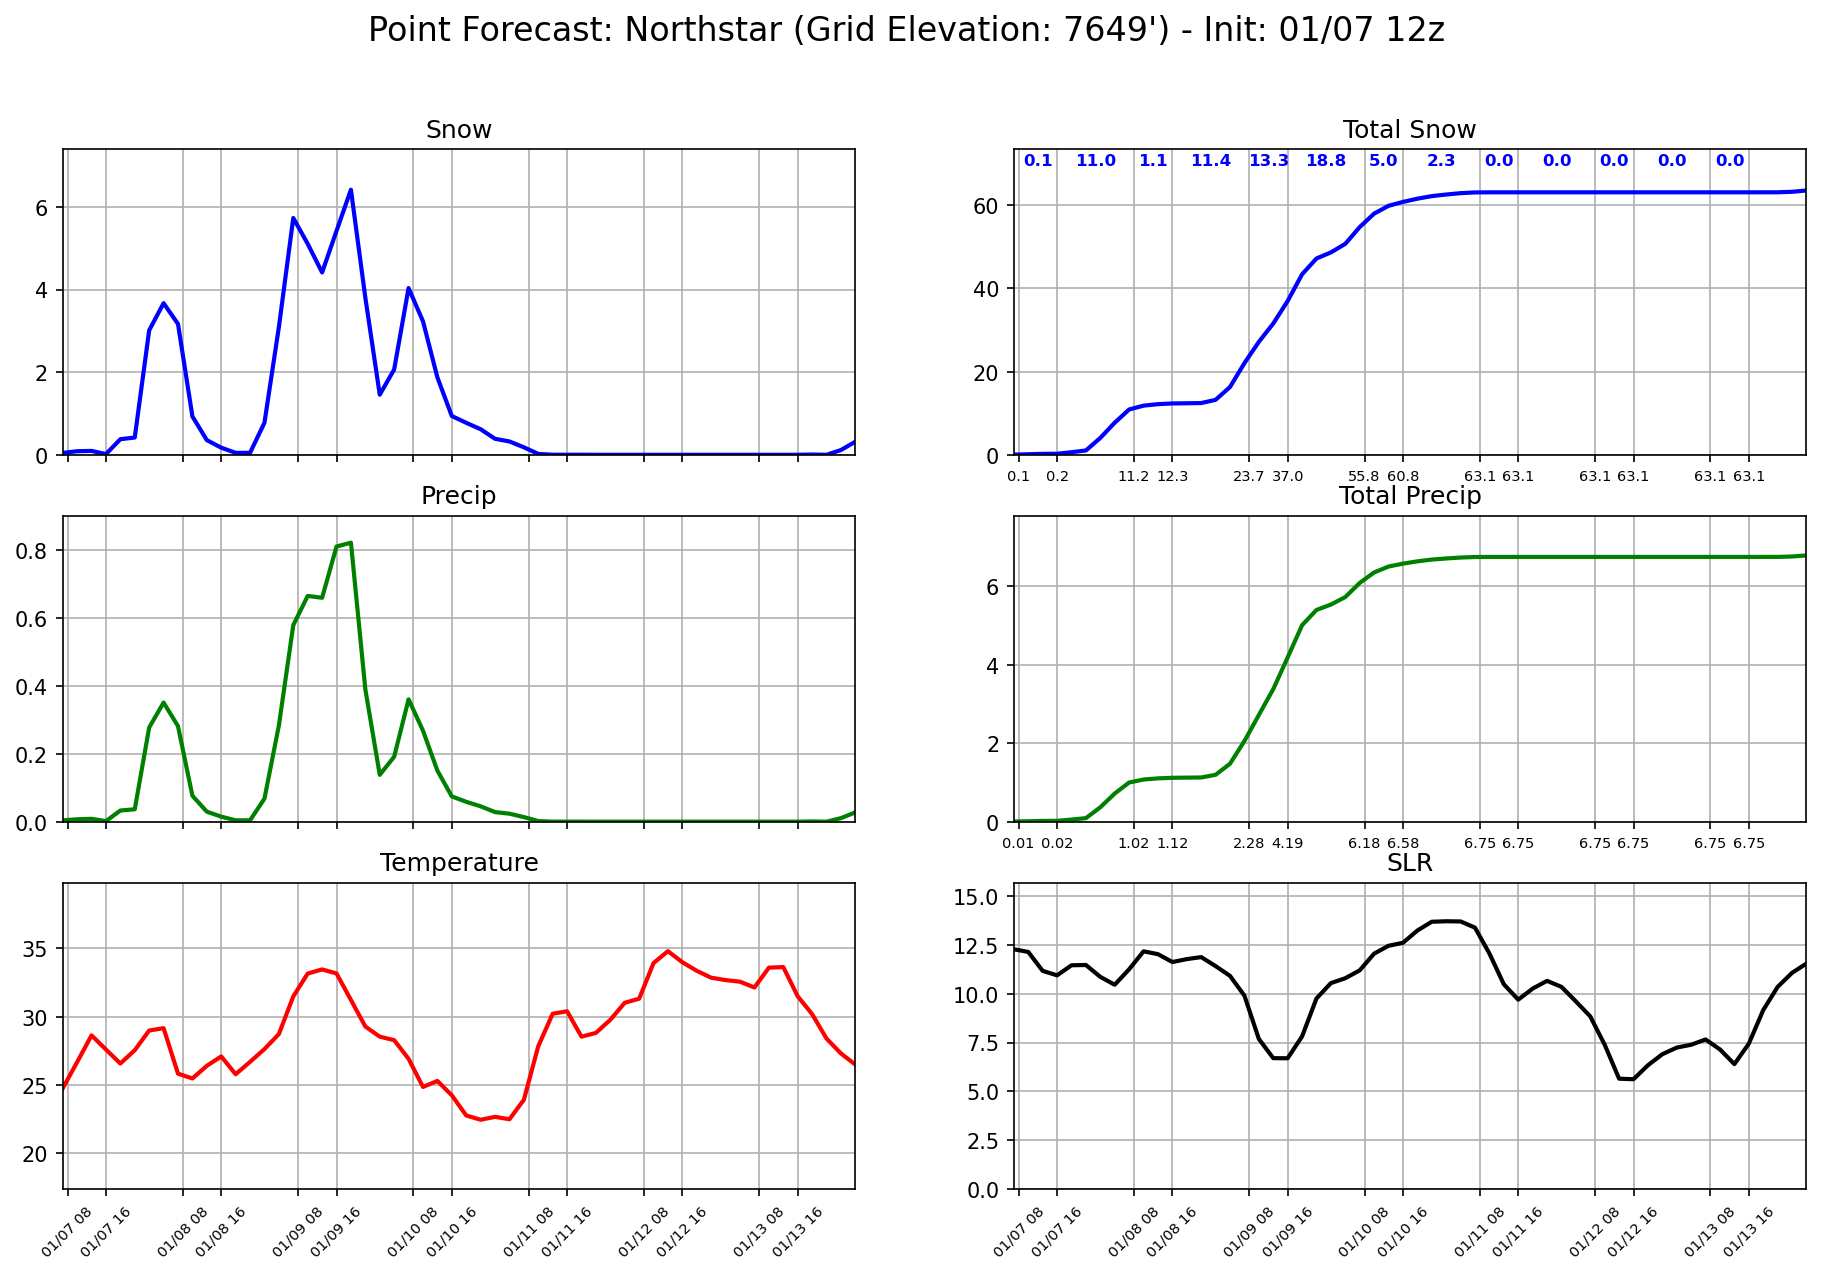 Point Forecast: Northstar (Grid Elevation: 7649') - Init: 01/07 12z
Snow
6
4
2
0
Total Snow
0.1 11.0 1.1 11.4 13.3 18.8 5.0 2.3 0.0 0.0 0.0 0.0 0.0
60
40
20
0
0.1 0.2 11.2 12.3 23.7 37.0 55.8 60.8 63.1 63.1 63.1 63.1 63.1 63.1
Precip
0.8
0.6
0.4
0.2
0.0
Total Precip
6
4
2
0
0.01 0.02 1.02 1.12 2.28 4.19 6.18 6.58 6.75 6.75 6.75 6.75 6.75 6.75
Temperature
35
30
25
20
01/07 08 01/07 16 01/08 08 01/08 16 01/09 08 01/09 16 01/10 08 01/10 16 01/11 08 01/11 16 01/12 08 01/12 16 01/13 08 01/13 16
SLR
15.0
12.5
10.0
7.5
5.0
2.5
0.0
01/07 08 01/07 16 01/08 08 01/08 16 01/09 08 01/09 16 01/10 08 01/10 16 01/11 08 01/11 16 01/12 08 01/12 16 01/13 08 01/13 16